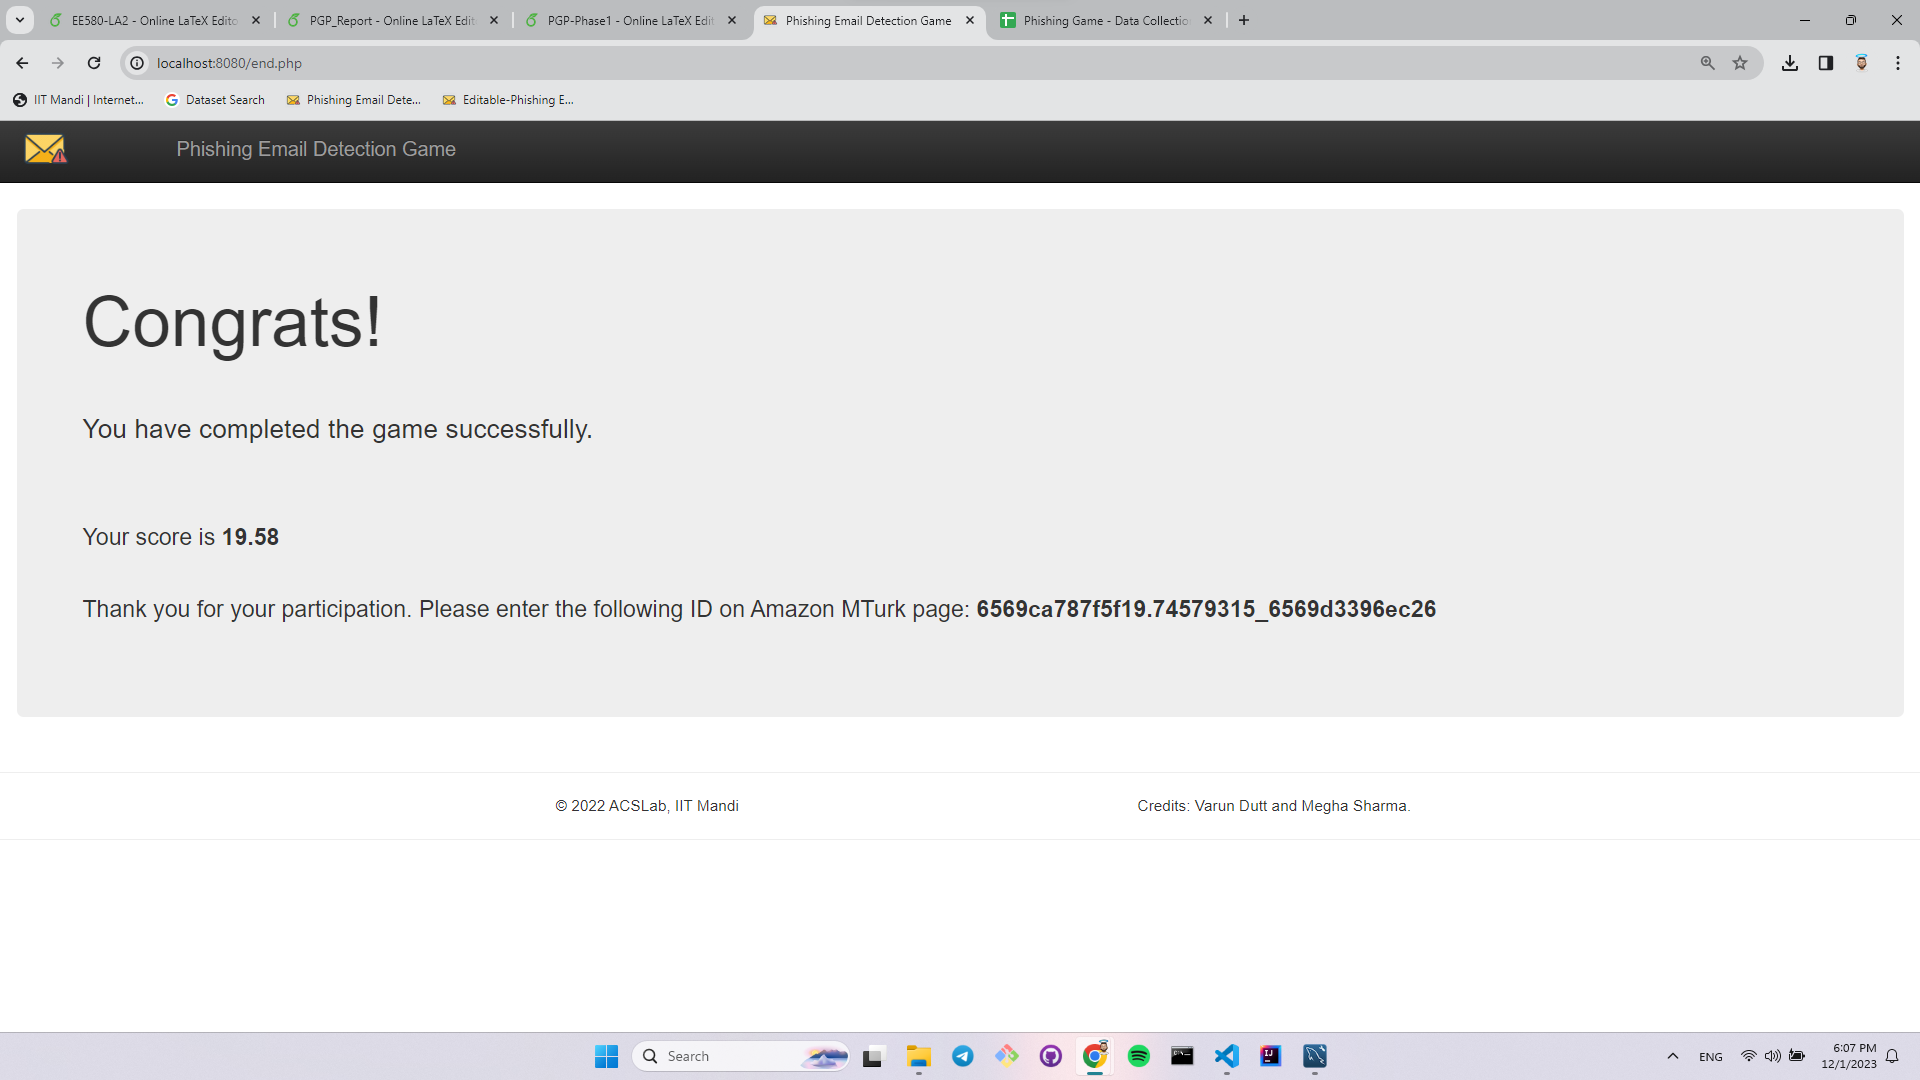 EE580-LA2 - Online LaTeX Edito
PGP_Report - Online LaTeX Edit
PGP-Phase1 - Online LaTeX Edit
Phishing Email Detection Game
Phishing Game - Data Collectio
localhost:8080/end.php
IIT Mandi | Internet...
Dataset Search
Phishing Email Dete...
Editable-Phishing E...
Phishing Email Detection Game
Congrats!
You have completed the game successfully.
Your score is 19.58
Thank you for your participation. Please enter the following ID on Amazon MTurk page: 6569ca787f5f19.74579315_6569d3396ec26
© 2022 ACSLab, IIT Mandi
Credits: Varun Dutt and Megha Sharma.
Search
ENG
6:07 PM
12/1/2023